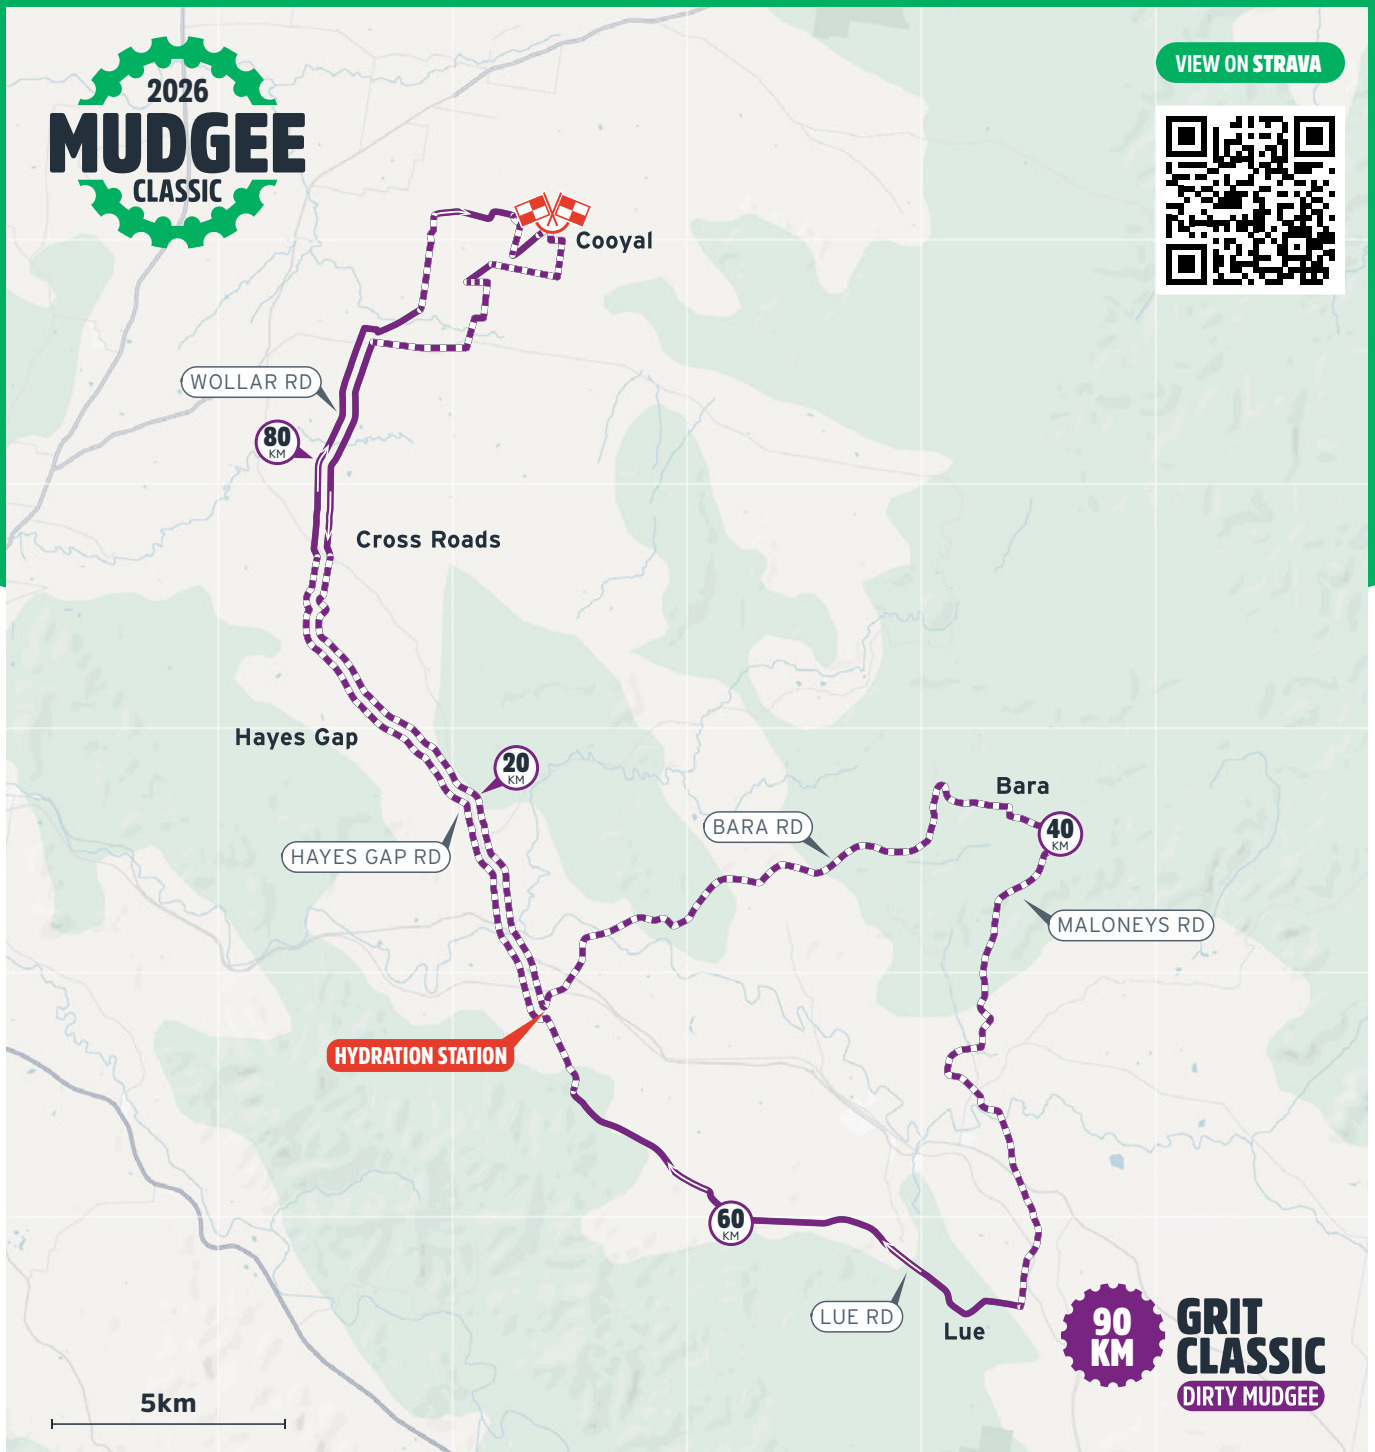 2026
MUDGEE
CLASSIC
VIEW ON STRAVA
Cooyal
WOLLAR RD
80
KM
Cross Roads
Hayes Gap
20
KM
HAYES GAP RD
Bara
BARA RD
40
KM
MALONEYS RD
HYDRATION STATION
60
KM
LUE RD
Lue
90
KM
GRIT
CLASSIC
DIRTY MUDGEE
5km